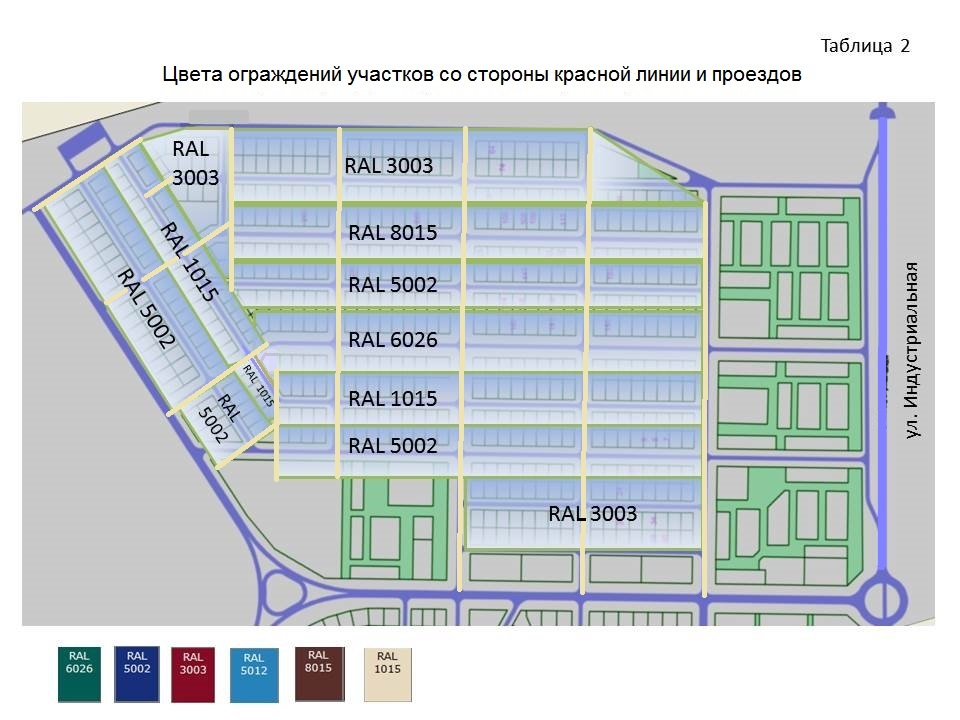 Таблица 2
Цвета ограждений участков со стороны красной линии и проездов
RAL
3003
RAL 3003
RAL 8015
RAL 1015
RAL 5002
RAL 5002
RAL 6026
RAL 1015
RAL 1015
RAL
5002
RAL 5002
RAL 3003
ул. Индустриальная
RAL
6026
RAL
5002
RAL
3003
RAL
5012
RAL
8015
RAL
1015